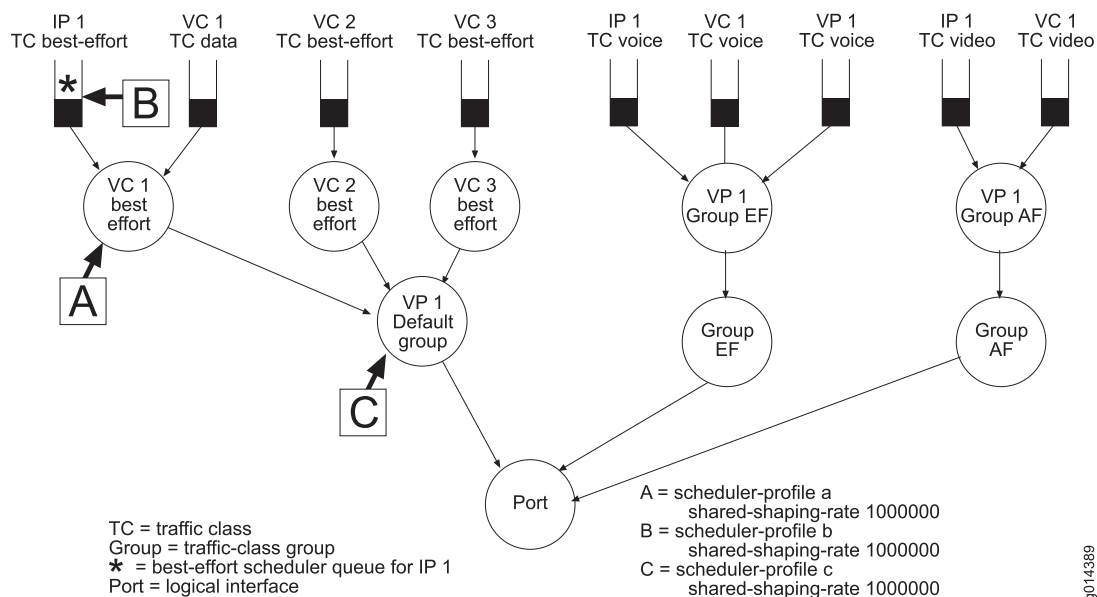 IP 1
TC best-effort
VC 1
TC data
VC 2
TC best-effort
VC 3
TC best-effort
IP 1
TC voice
VC 1
TC voice
VP 1
TC voice
IP 1
TC video
VC 1
TC video
*
B
VC 1
best
effort
VC 2
best
effort
VC 3
best
effort
VP 1
Group EF
VP 1
Group AF
A
VP 1
Default
group
Group
EF
Group
AF
C
Port
TC = traffic class
Group = traffic-class group
* = best-effort scheduler queue for IP 1
Port = logical interface
A = scheduler-profile a
shared-shaping-rate 1000000
B = scheduler-profile b
shared-shaping-rate 1000000
C = scheduler-profile c
shared-shaping-rate 1000000
g014389